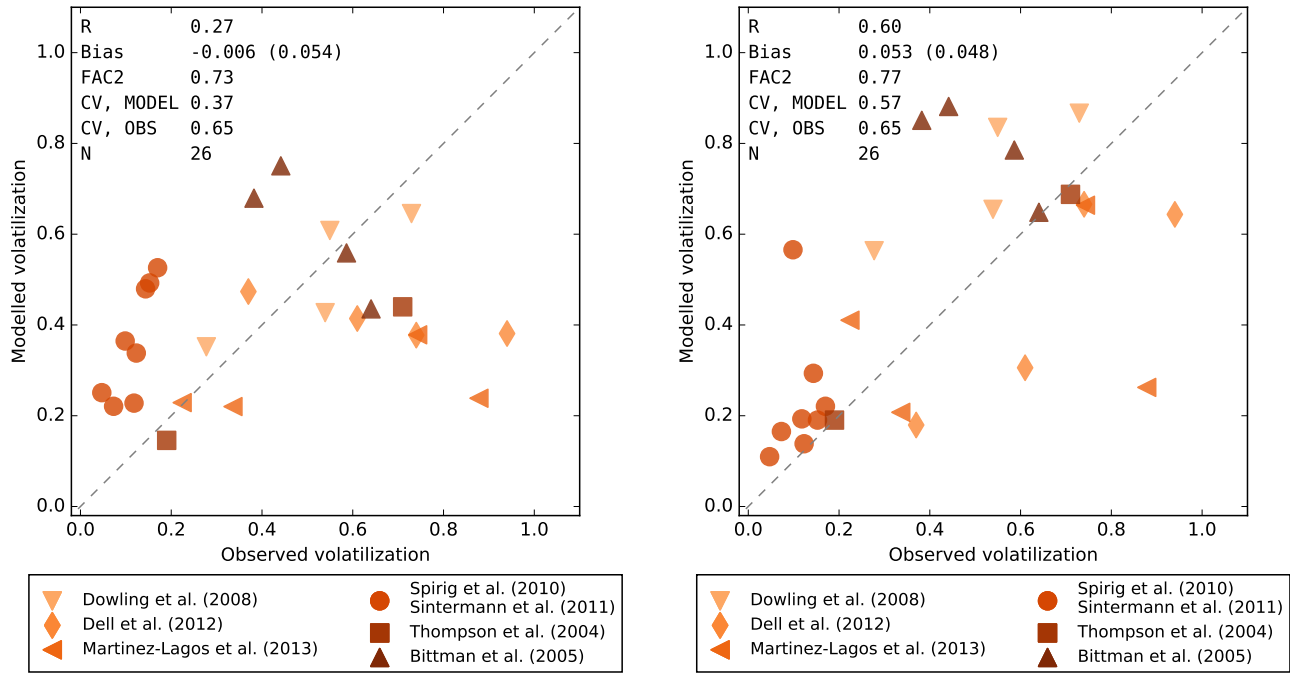 R 0.27
Bias -0.006 (0.054)
FAC2 0.73
CV, MODEL 0.37
CV, OBS 0.65
N 26
1.0
0.8
0.6
0.4
0.2
0.0
Modelled volatilization
0.0 0.2 0.4 0.6 0.8 1.0
Observed volatilization
Dowling et al. (2008)
Dell et al. (2012)
Martinez-Lagos et al. (2013)
Spirig et al. (2010)
Sintermann et al. (2011)
Thompson et al. (2004)
Bittman et al. (2005)
R 0.60
Bias 0.053 (0.048)
FAC2 0.77
CV, MODEL 0.57
CV, OBS 0.65
N 26
1.0
0.8
0.6
0.4
0.2
0.0
Modelled volatilization
0.0 0.2 0.4 0.6 0.8 1.0
Observed volatilization
Dowling et al. (2008)
Dell et al. (2012)
Martinez-Lagos et al. (2013)
Spirig et al. (2010)
Sintermann et al. (2011)
Thompson et al. (2004)
Bittman et al. (2005)